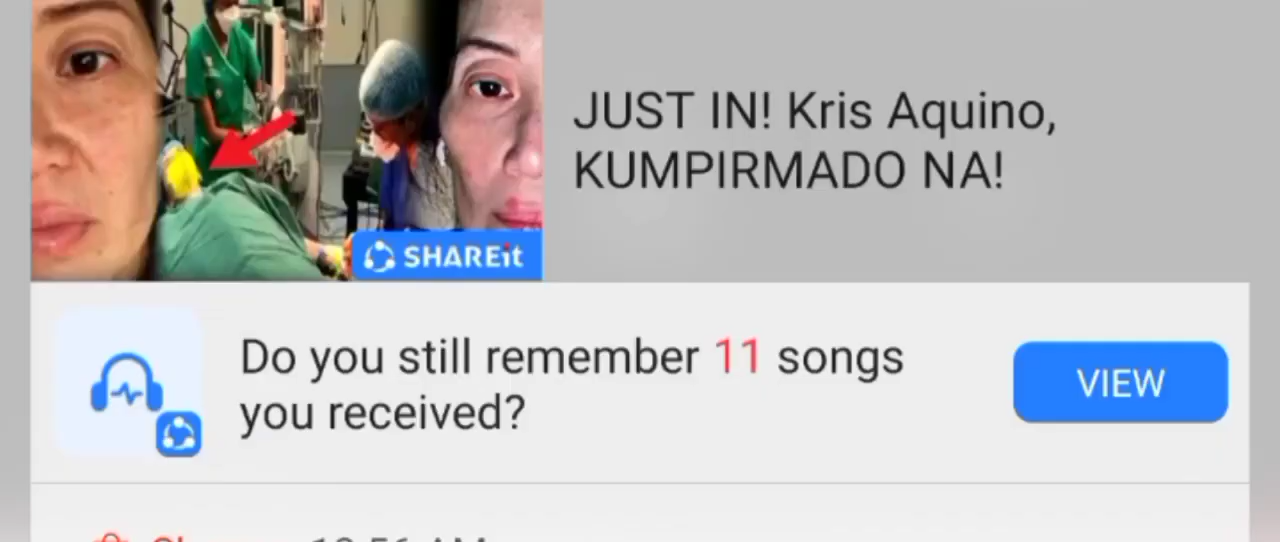 JUST IN! Kris Aquino,
KUMPIRMADO NA!
SHAREit
Do you still remember 11 songs
you received?
VIEW